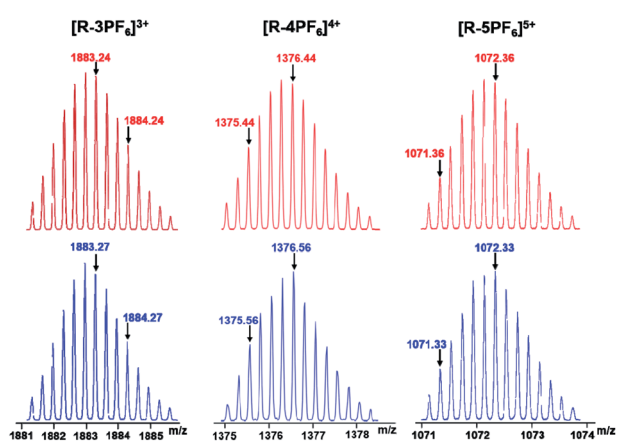 [R-3PF6]3+
[R-4PF6]4+
[R-5PF6]5+
1883.24
1884.24
1376.44
1375.44
1072.36
1071.36
1883.27
1884.27
1376.56
1375.56
1072.33
1071.33
1881 1882 1883 1884 1885 m/z
1375 1376 1377 1378 m/z
1071 1072 1073 1074 m/z